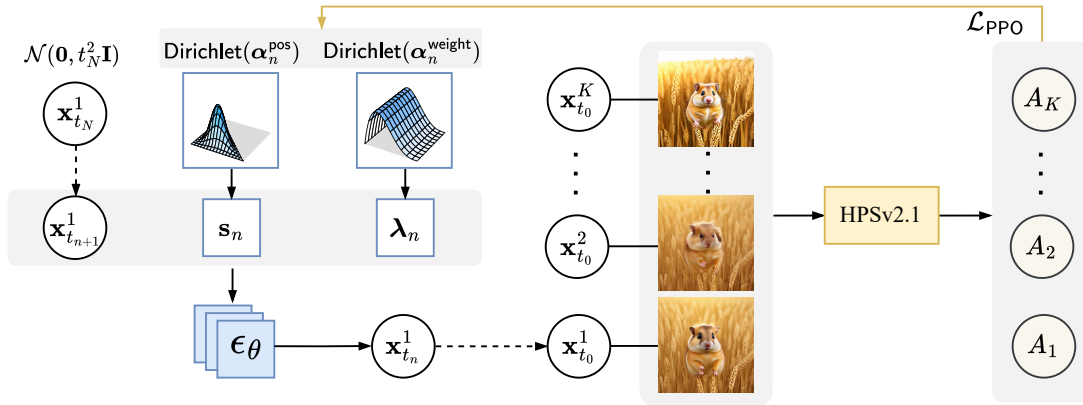 𝓛_PPO
𝒩(𝟎, t_N^2 𝐈)
Dirichlet(𝜶_n^pos) Dirichlet(𝜶_n^weight)
𝐱_{t_N}^1
𝐱_{t_0}^K
A_K
𝐱_{t_{n+1}}^1
𝐬_n
𝝀_n
𝐱_{t_0}^2
HPSv2.1
A_2
𝝐_θ
𝐱_{t_n}^1
𝐱_{t_0}^1
A_1